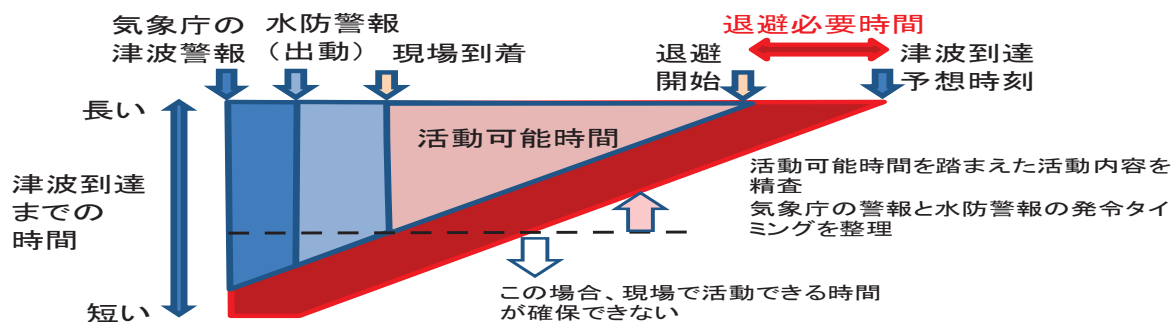 気象庁の
津波警報
水防警報
（出動）
現場到着
退避必要時間
退避
開始
津波到達
予想時刻
長い
活動可能時間
津波到達
までの
時間
活動可能時間を踏まえた活動内容を
精査
気象庁の警報と水防警報の発令タイ
ミングを整理
この場合、現場で活動できる時間
が確保できない
短い